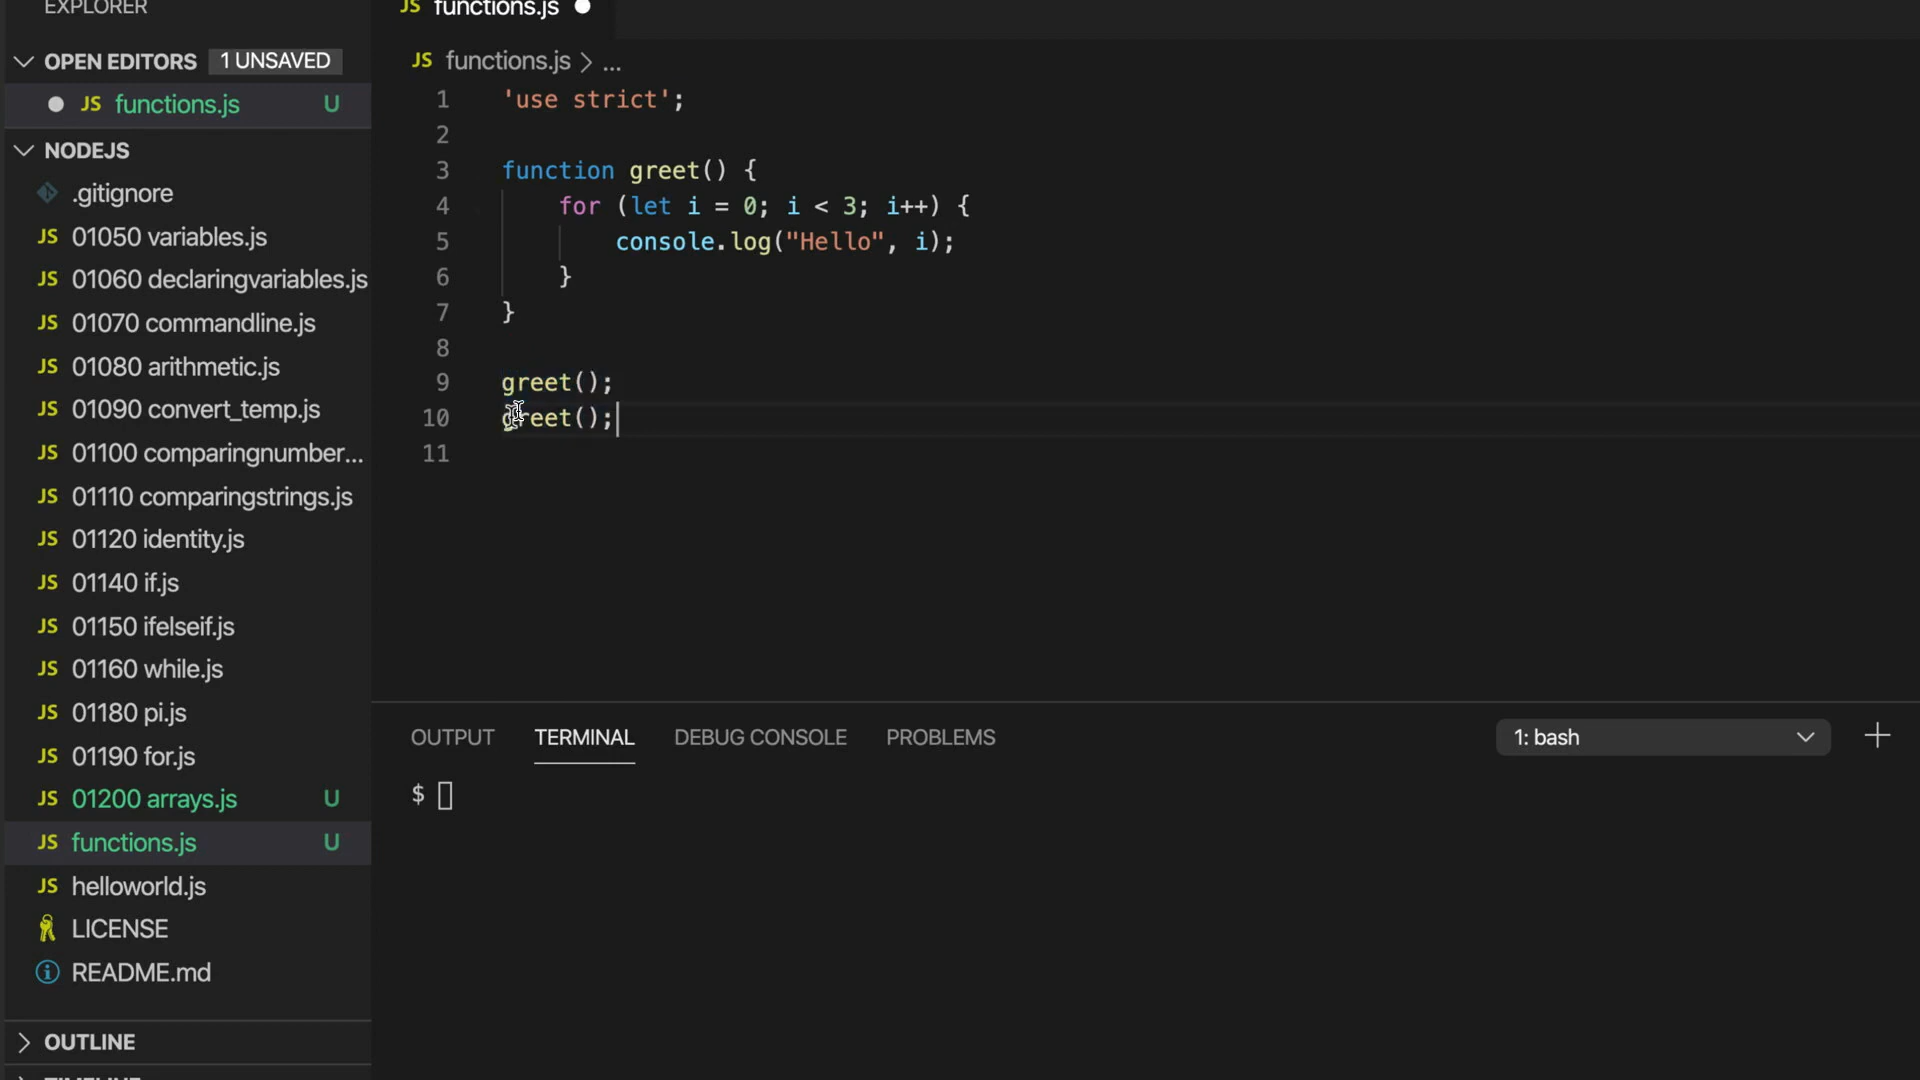 EXPLORER
OPEN EDITORS 1 UNSAVED
JS functions.js U
NODEJS
.gitignore
JS 01050 variables.js
JS 01060 declaringvariables.js
JS 01070 commandline.js
JS 01080 arithmetic.js
JS 01090 convert_temp.js
JS 01100 comparingnumber...
JS 01110 comparingstrings.js
JS 01120 identity.js
JS 01140 if.js
JS 01150 ifelseif.js
JS 01160 while.js
JS 01180 pi.js
JS 01190 for.js
JS 01200 arrays.js U
JS functions.js U
JS helloworld.js
LICENSE
README.md
OUTLINE
TIMELINE
JS functions.js
JS functions.js > ...
1 'use strict';
2
3 function greet() {
4 for (let i = 0; i < 3; i++) {
5 console.log("Hello", i);
6 }
7 }
8
9 greet();
10 greet();
11
OUTPUT TERMINAL DEBUG CONSOLE PROBLEMS 1: bash
$